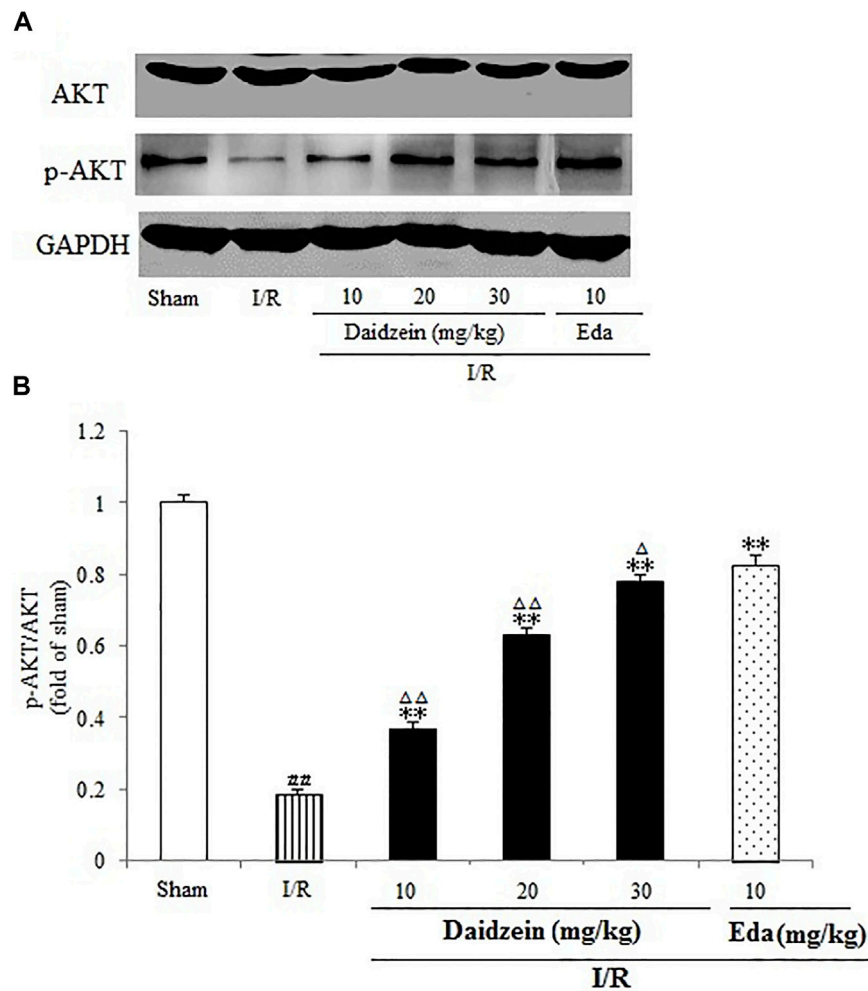 A
AKT
p-AKT
GAPDH
Sham I/R 10 20 30 10
Daidzein (mg/kg) Eda
I/R
B
p-AKT/AKT
(fold of sham)
1.2
1
0.8
0.6
0.4
0.2
0
##
△△
**
△△
**
△
**
**
Sham I/R 10 20 30 10
Daidzein (mg/kg) Eda(mg/kg)
I/R